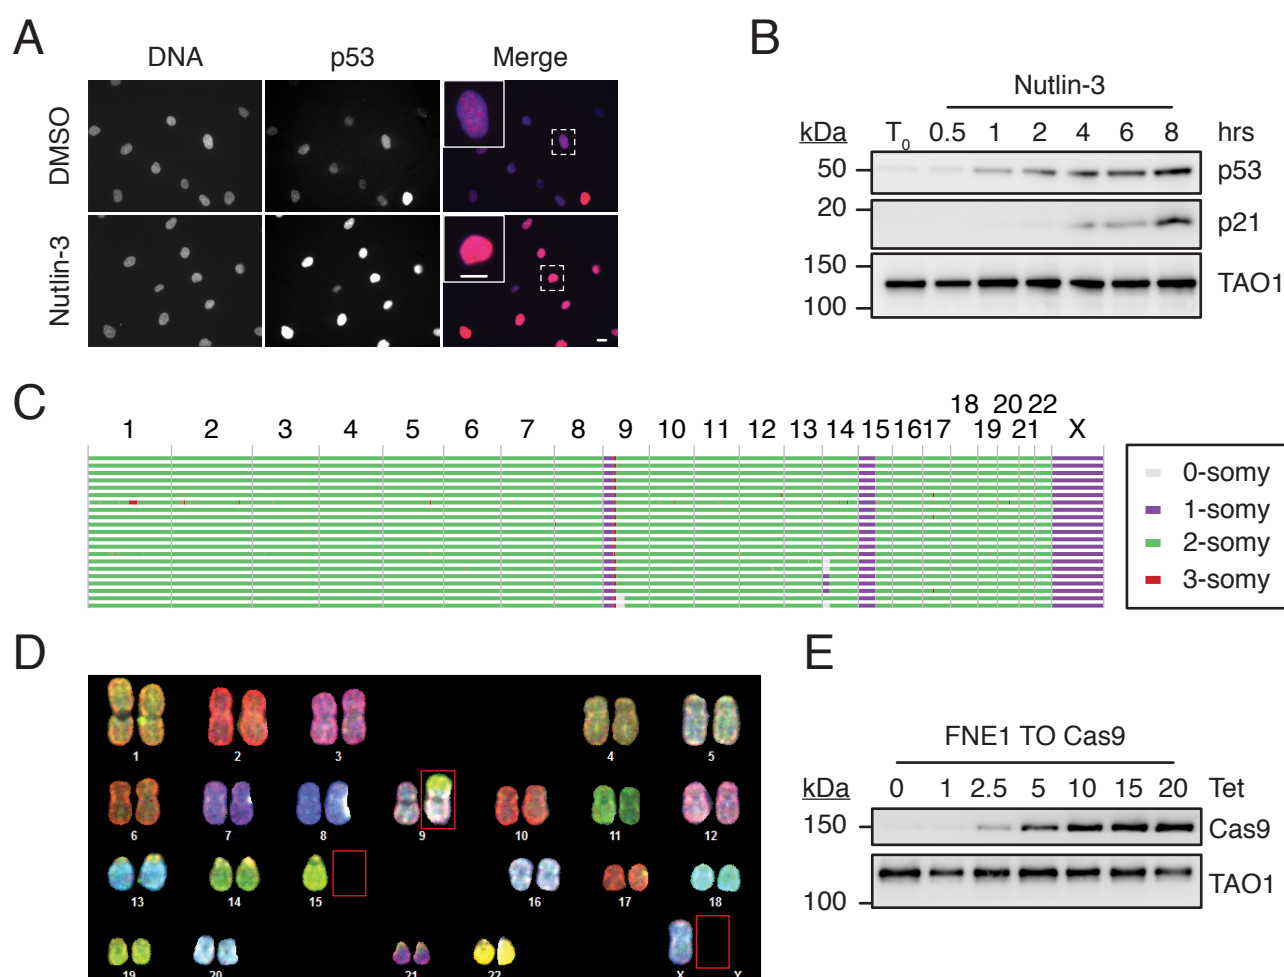 A
DNA
p53
Merge
DMSO
Nutlin-3
B
Nutlin-3
kDa
T0
0.5
1
2
4
6
8
hrs
50
p53
20
p21
150
TAO1
100
C
1
2
3
4
5
6
7
8
9
10
11
12
13
14
15
16
17
18
19
20
21
22
X
0-somy
1-somy
2-somy
3-somy
D
1
2
3
4
5
6
7
8
9
10
11
12
13
14
15
16
17
18
19
20
21
22
X
Y
E
FNE1 TO Cas9
kDa
0
1
2.5
5
10
15
20
Tet
150
Cas9
TAO1
100